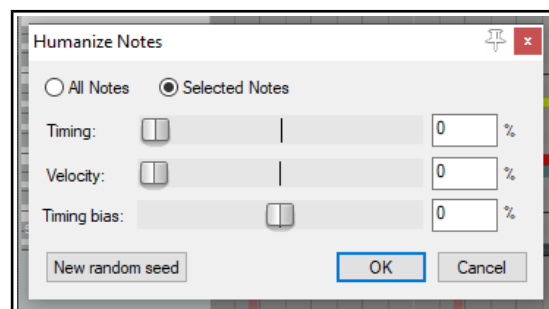 Humanize Notes
All Notes Selected Notes
Timing: 0 %
Velocity: 0 %
Timing bias: 0 %
New random seed OK Cancel